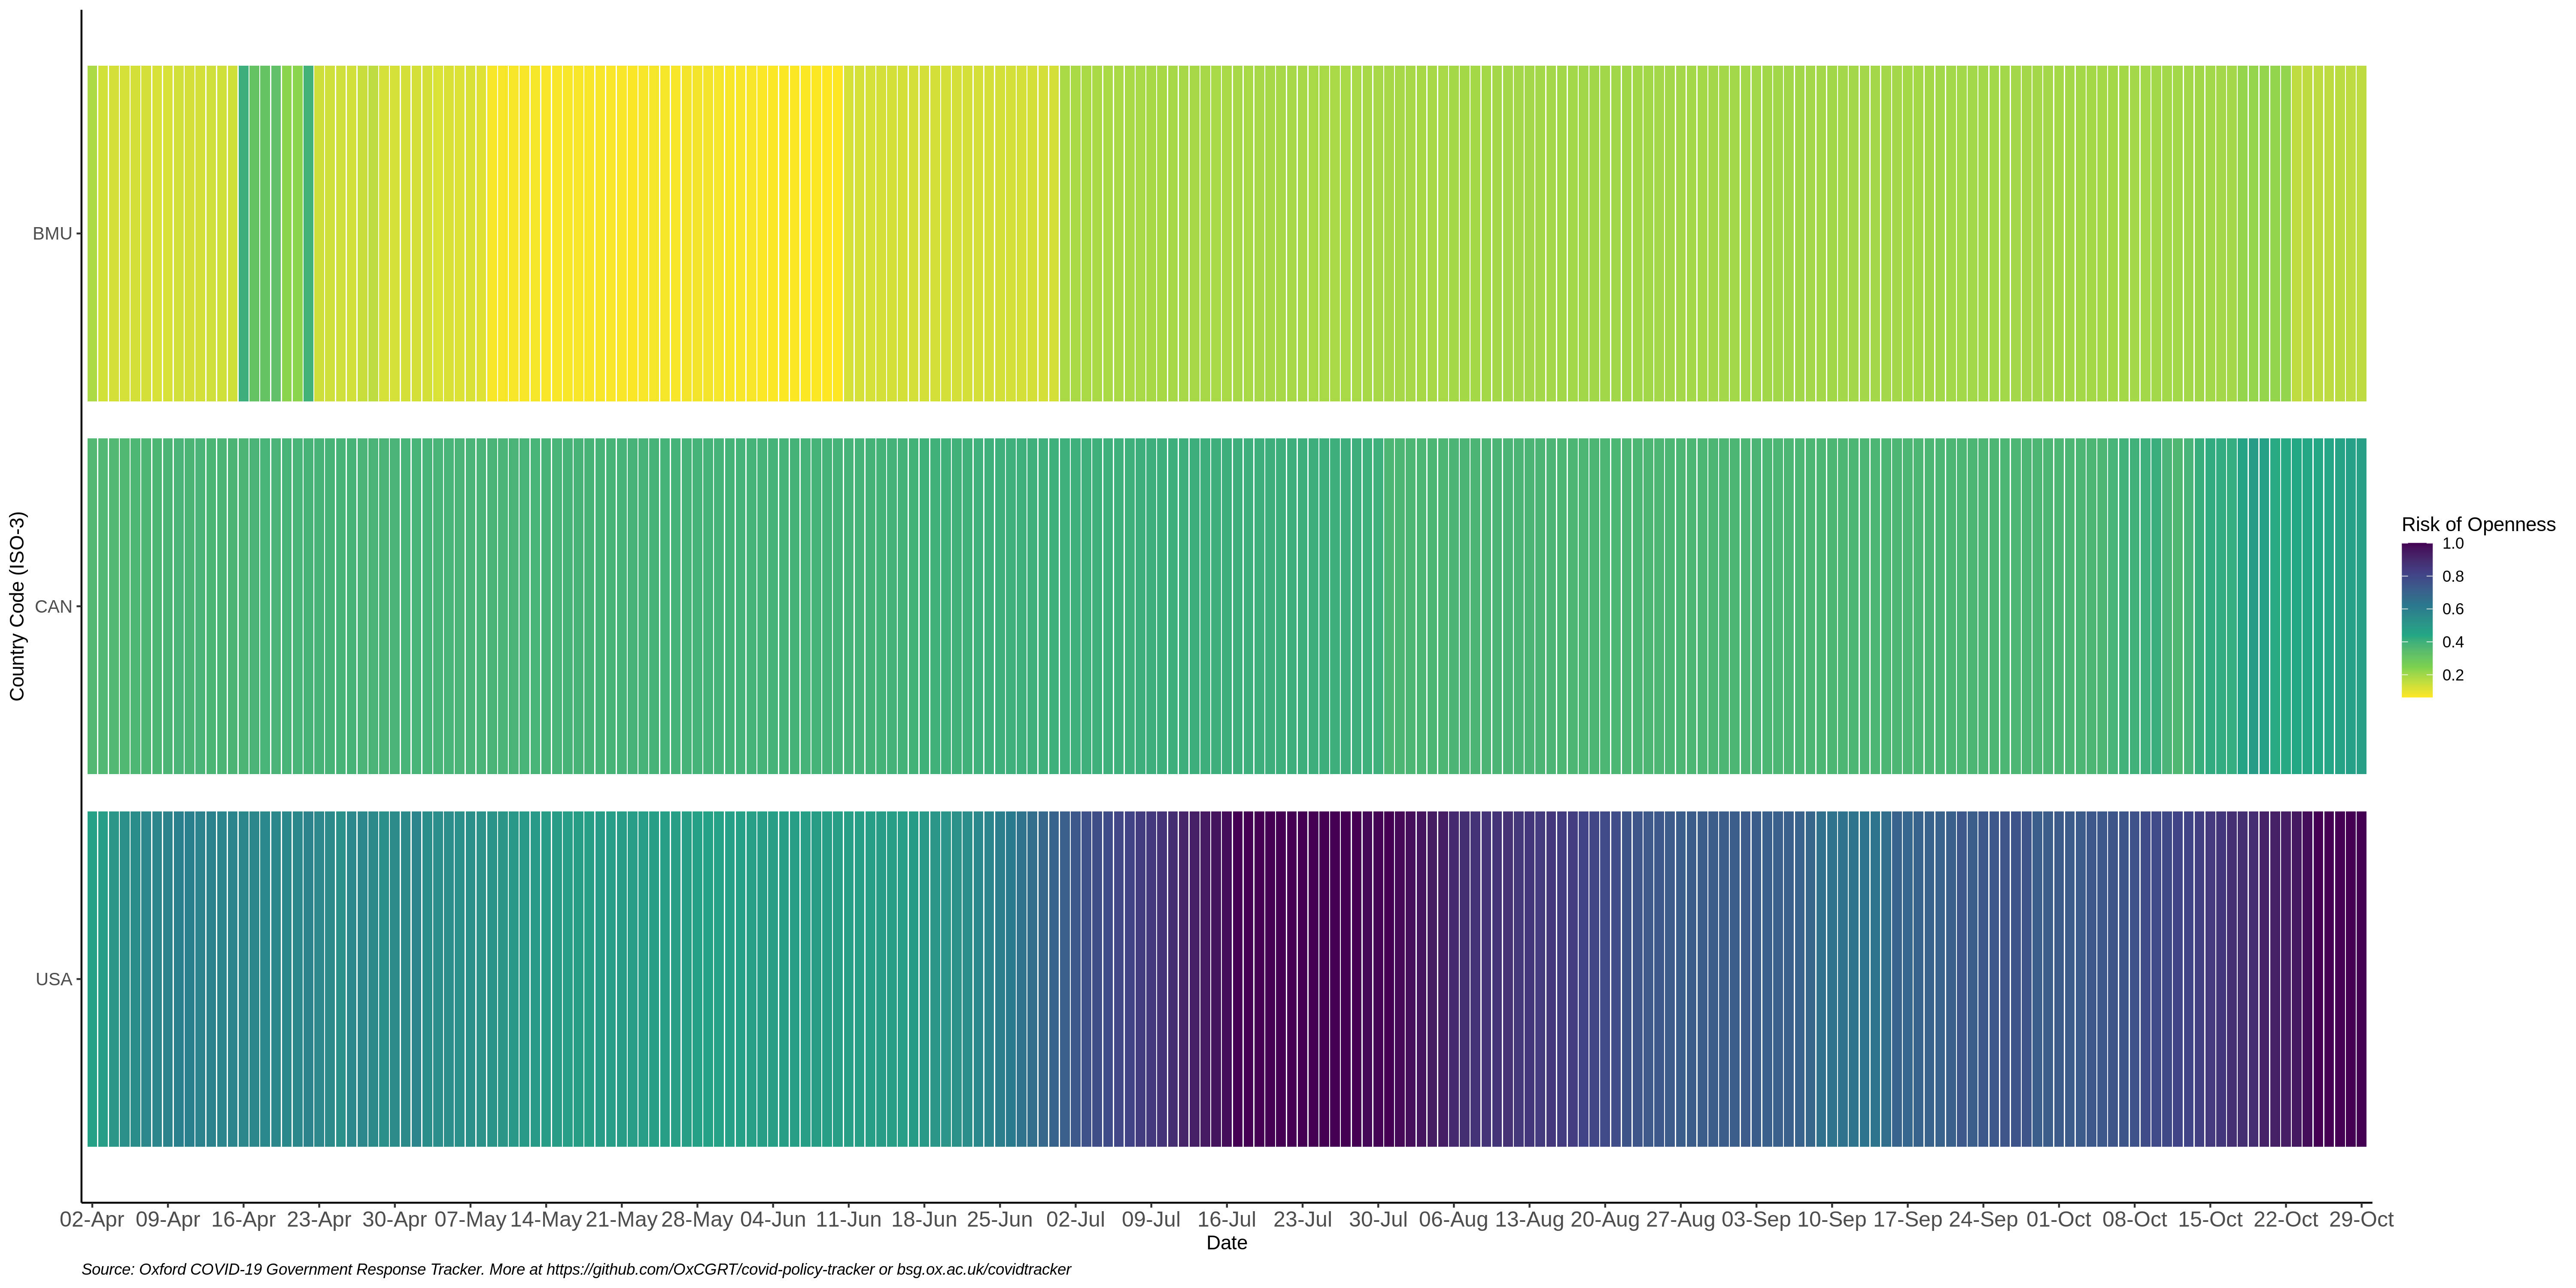 BMU
CAN
USA
Country Code (ISO-3)
Risk of Openness
1.0
0.8
0.6
0.4
0.2
02-Apr 09-Apr 16-Apr 23-Apr 30-Apr 07-May 14-May 21-May 28-May 04-Jun 11-Jun 18-Jun 25-Jun 02-Jul 09-Jul 16-Jul 23-Jul 30-Jul 06-Aug 13-Aug 20-Aug 27-Aug 03-Sep 10-Sep 17-Sep 24-Sep 01-Oct 08-Oct 15-Oct 22-Oct 29-Oct
Date
Source: Oxford COVID-19 Government Response Tracker. More at https://github.com/OxCGRT/covid-policy-tracker or bsg.ox.ac.uk/covidtracker